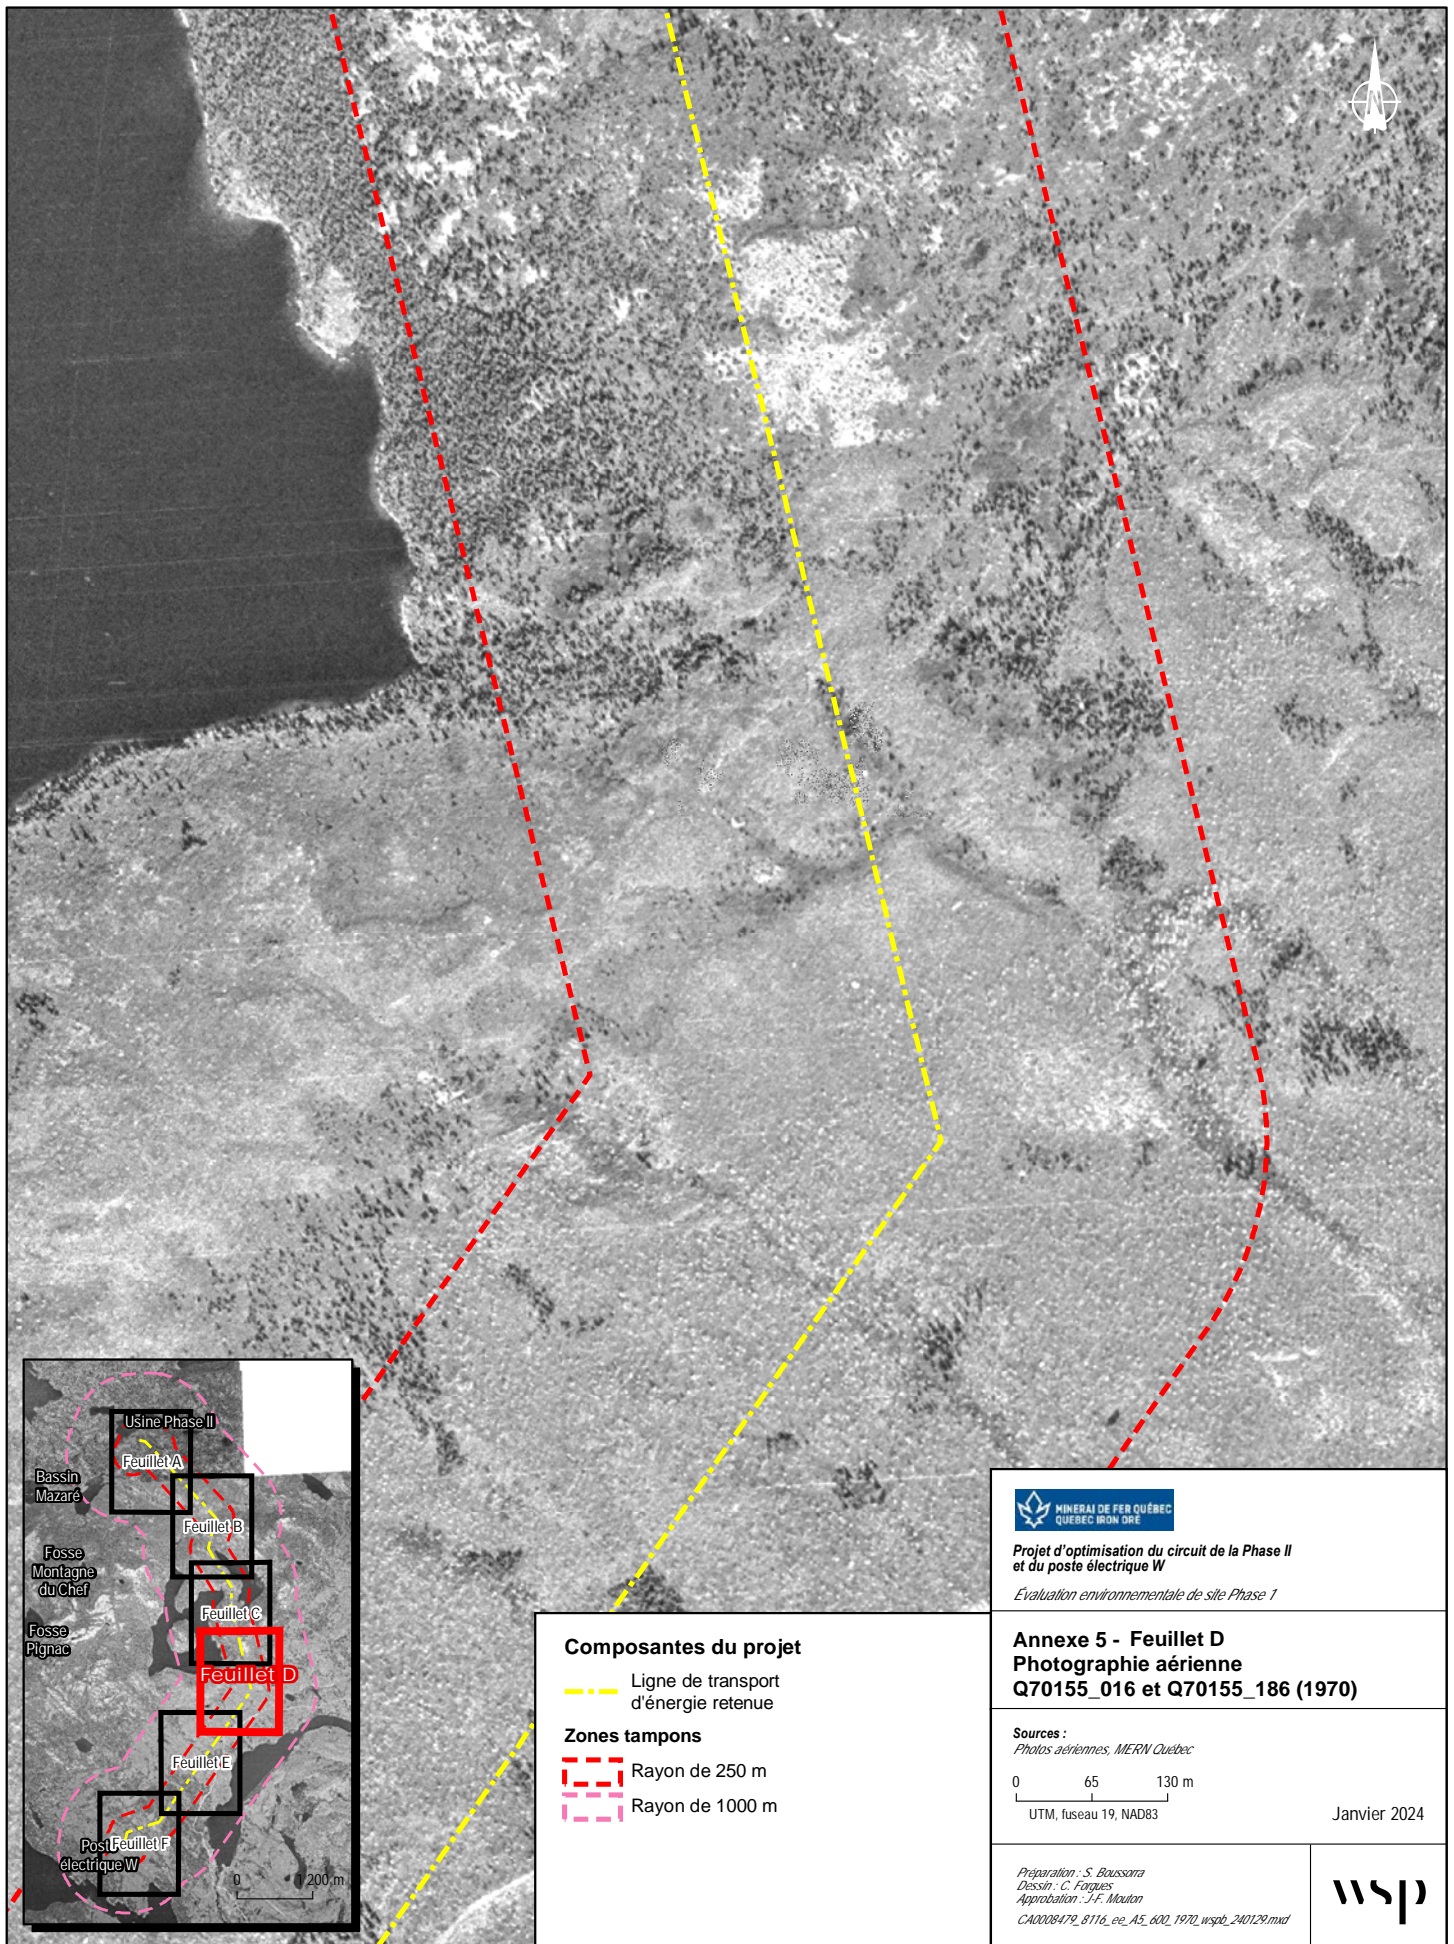 N
Usine Phase II
Feuillet A
Bassin
Mazaré
Feuillet B
Fosse
Montagne
du Chef
Feuillet C
Fosse
Pignac
Feuillet D
Feuillet E
Feuillet F
Post
électrique W
0 1 200 m
Composantes du projet
Ligne de transport
d'énergie retenue
Zones tampons
Rayon de 250 m
Rayon de 1000 m
MINERAI DE FER QUÉBEC
QUEBEC IRON ORE
Projet d'optimisation du circuit de la Phase II
et du poste électrique W
Évaluation environnementale de site Phase 1
Annexe 5 - Feuillet D
Photographie aérienne
Q70155_016 et Q70155_186 (1970)
Sources :
Photos aériennes, MERN Québec
0 65 130 m
UTM, fuseau 19, NAD83
Janvier 2024
Préparation : S. Boussorra
Dessin : C. Forgues
Approbation : J-F. Mouton
CA0008479_8116_ee_A5_600_1970_wspb_240129.mxd
wsp